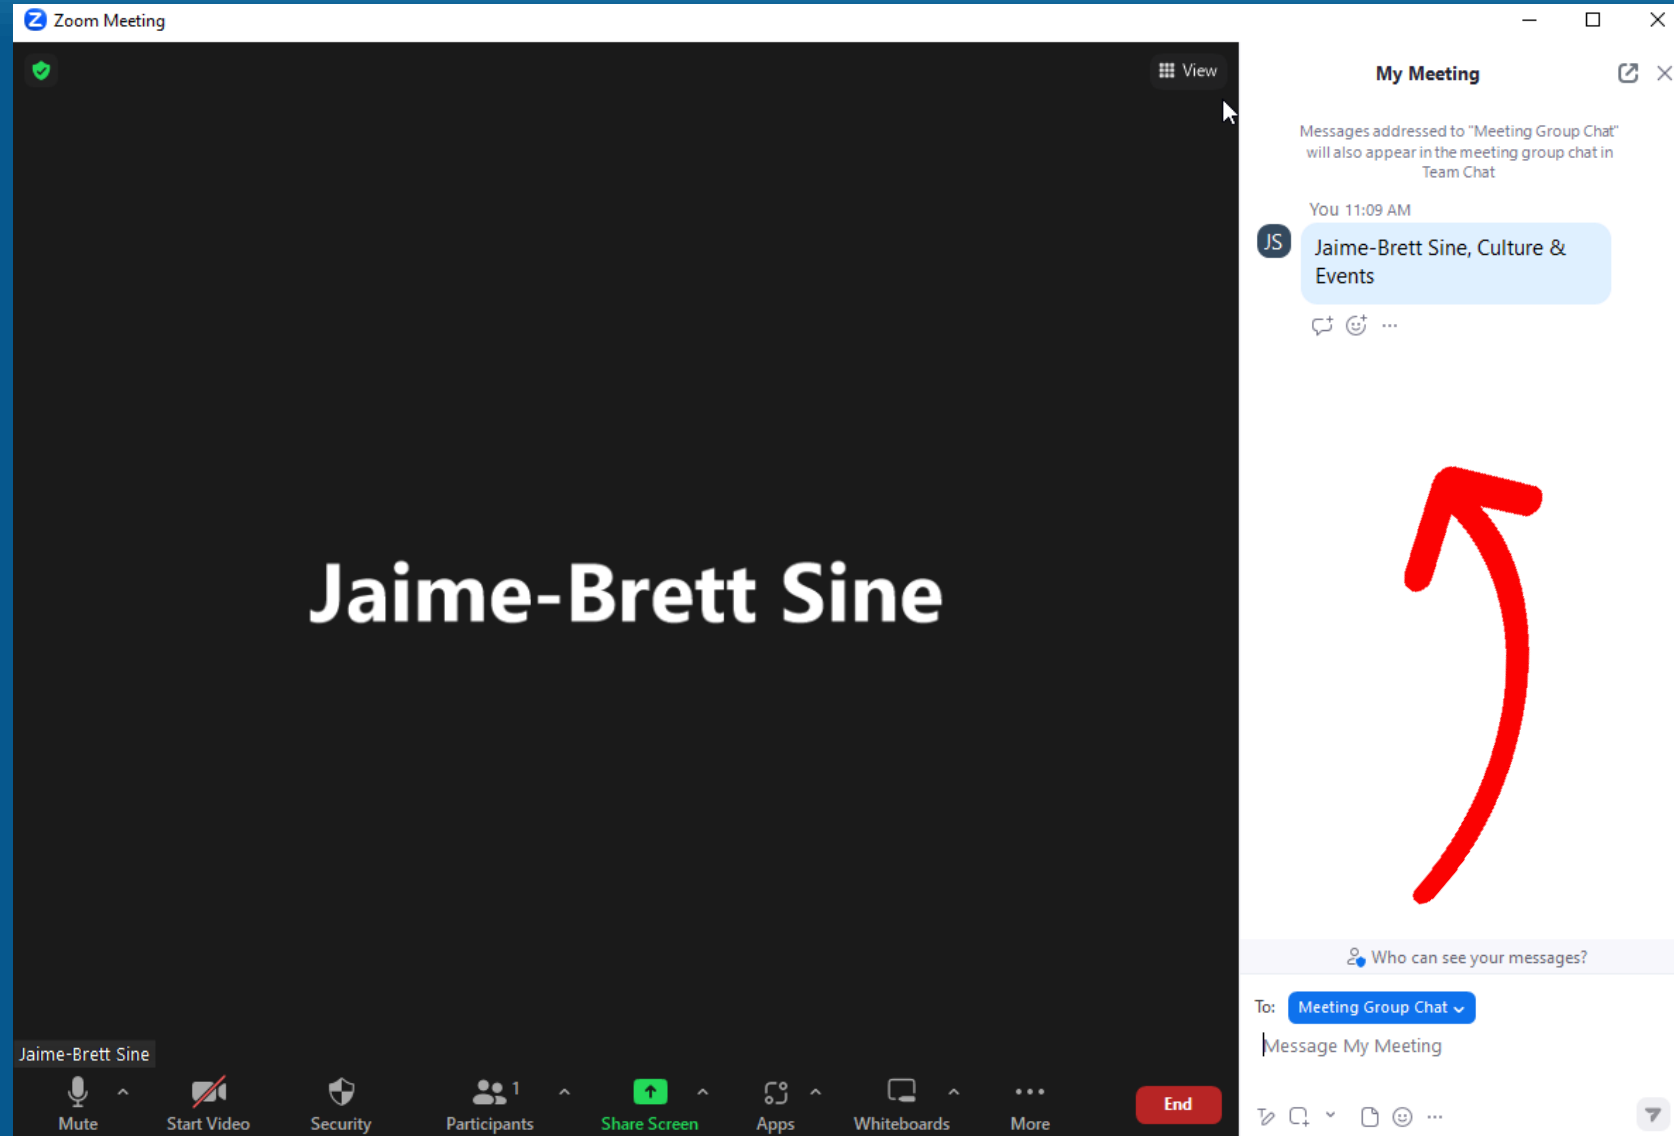 Zoom Meeting
View
My Meeting
Messages addressed to "Meeting Group Chat"
will also appear in the meeting group chat in
Team Chat
You 11:09 AM
JS
Jaime-Brett Sine, Culture &
Events
Jaime-Brett Sine
Who can see your messages?
To: Meeting Group Chat
Message My Meeting
Jaime-Brett Sine
1
Mute
Start Video
Security
Participants
Share Screen
Apps
Whiteboards
More
End